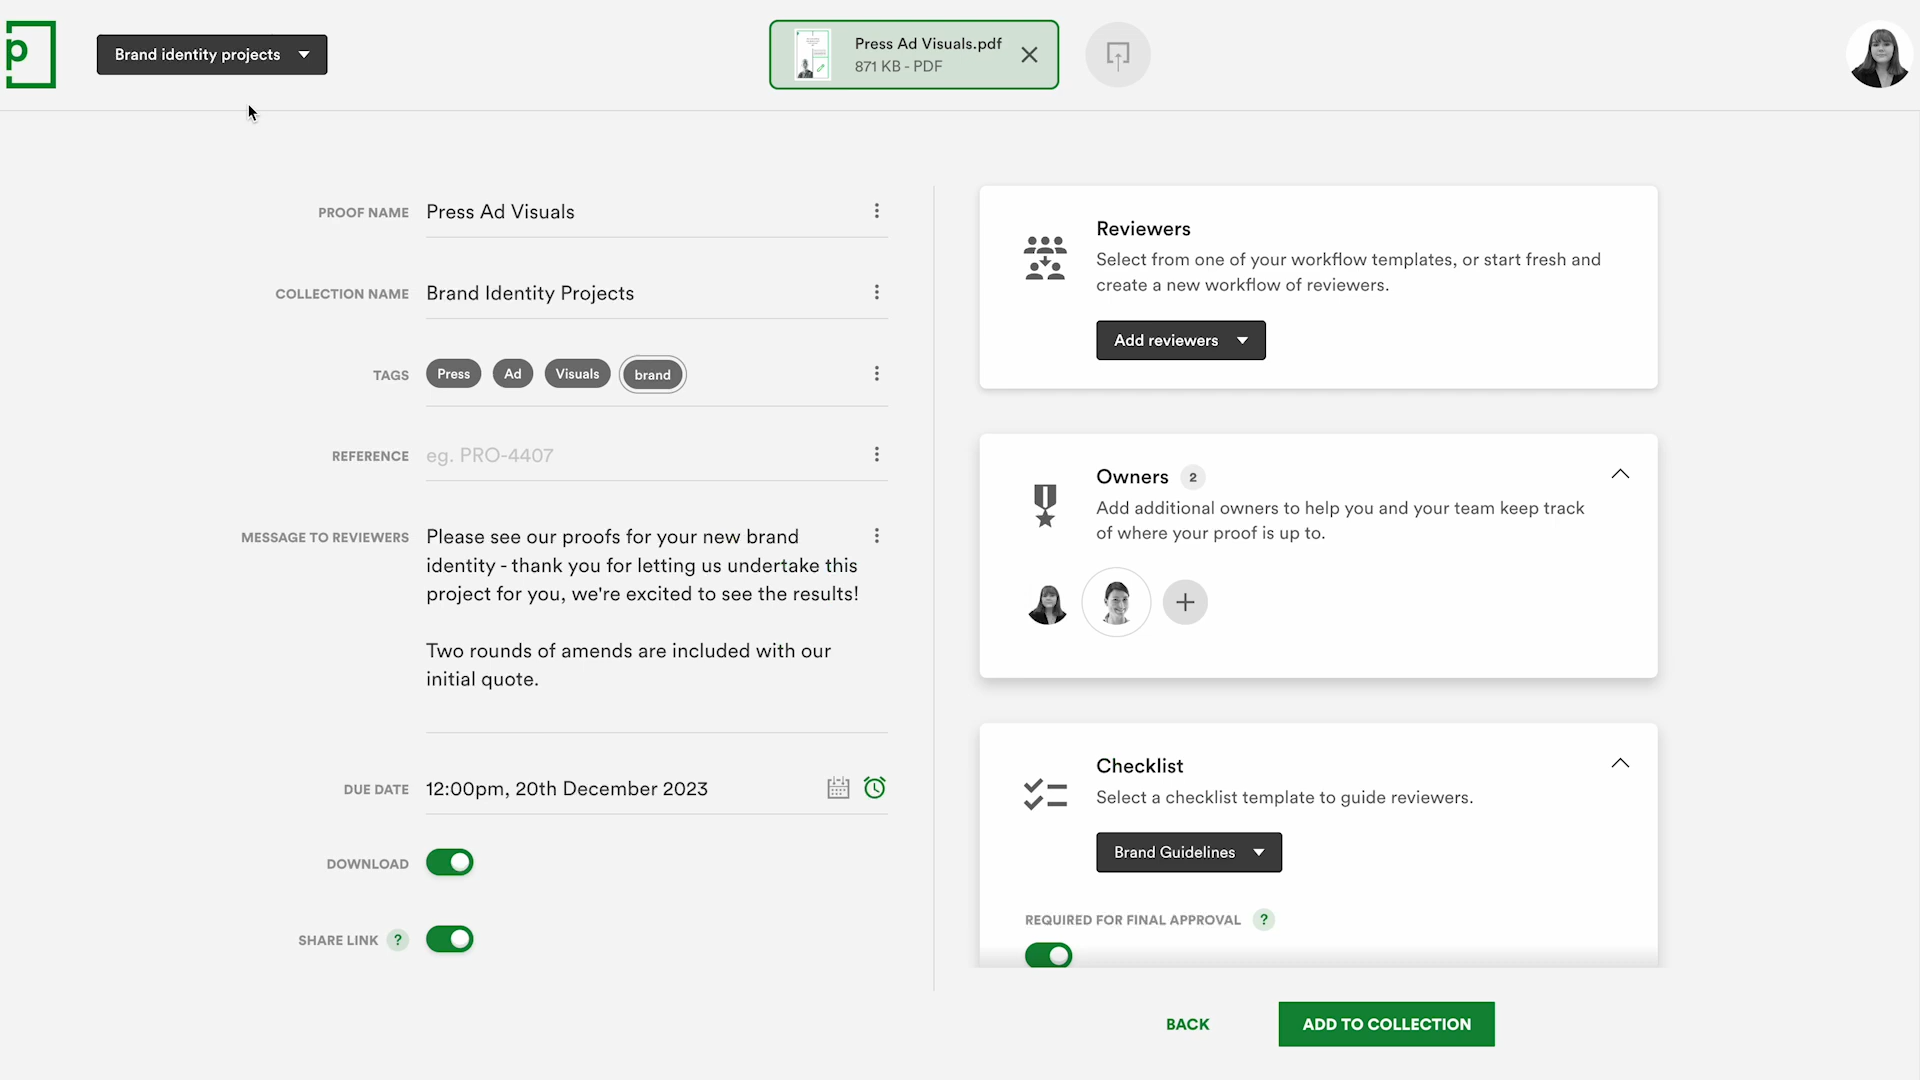 p
Brand identity projects
Press Ad Visuals.pdf
871 KB - PDF
PROOF NAME
Press Ad Visuals
COLLECTION NAME
Brand Identity Projects
TAGS
Press
Ad
Visuals
brand
REFERENCE
eg. PRO-4407
MESSAGE TO REVIEWERS
Please see our proofs for your new brand
identity - thank you for letting us undertake this
project for you, we're excited to see the results!
Two rounds of amends are included with our
initial quote.
DUE DATE
12:00pm, 20th December 2023
DOWNLOAD
SHARE LINK ?
Reviewers
Select from one of your workflow templates, or start fresh and
create a new workflow of reviewers.
Add reviewers
Owners 2
Add additional owners to help you and your team keep track
of where your proof is up to.
Checklist
Select a checklist template to guide reviewers.
Brand Guidelines
REQUIRED FOR FINAL APPROVAL ?
BACK
ADD TO COLLECTION